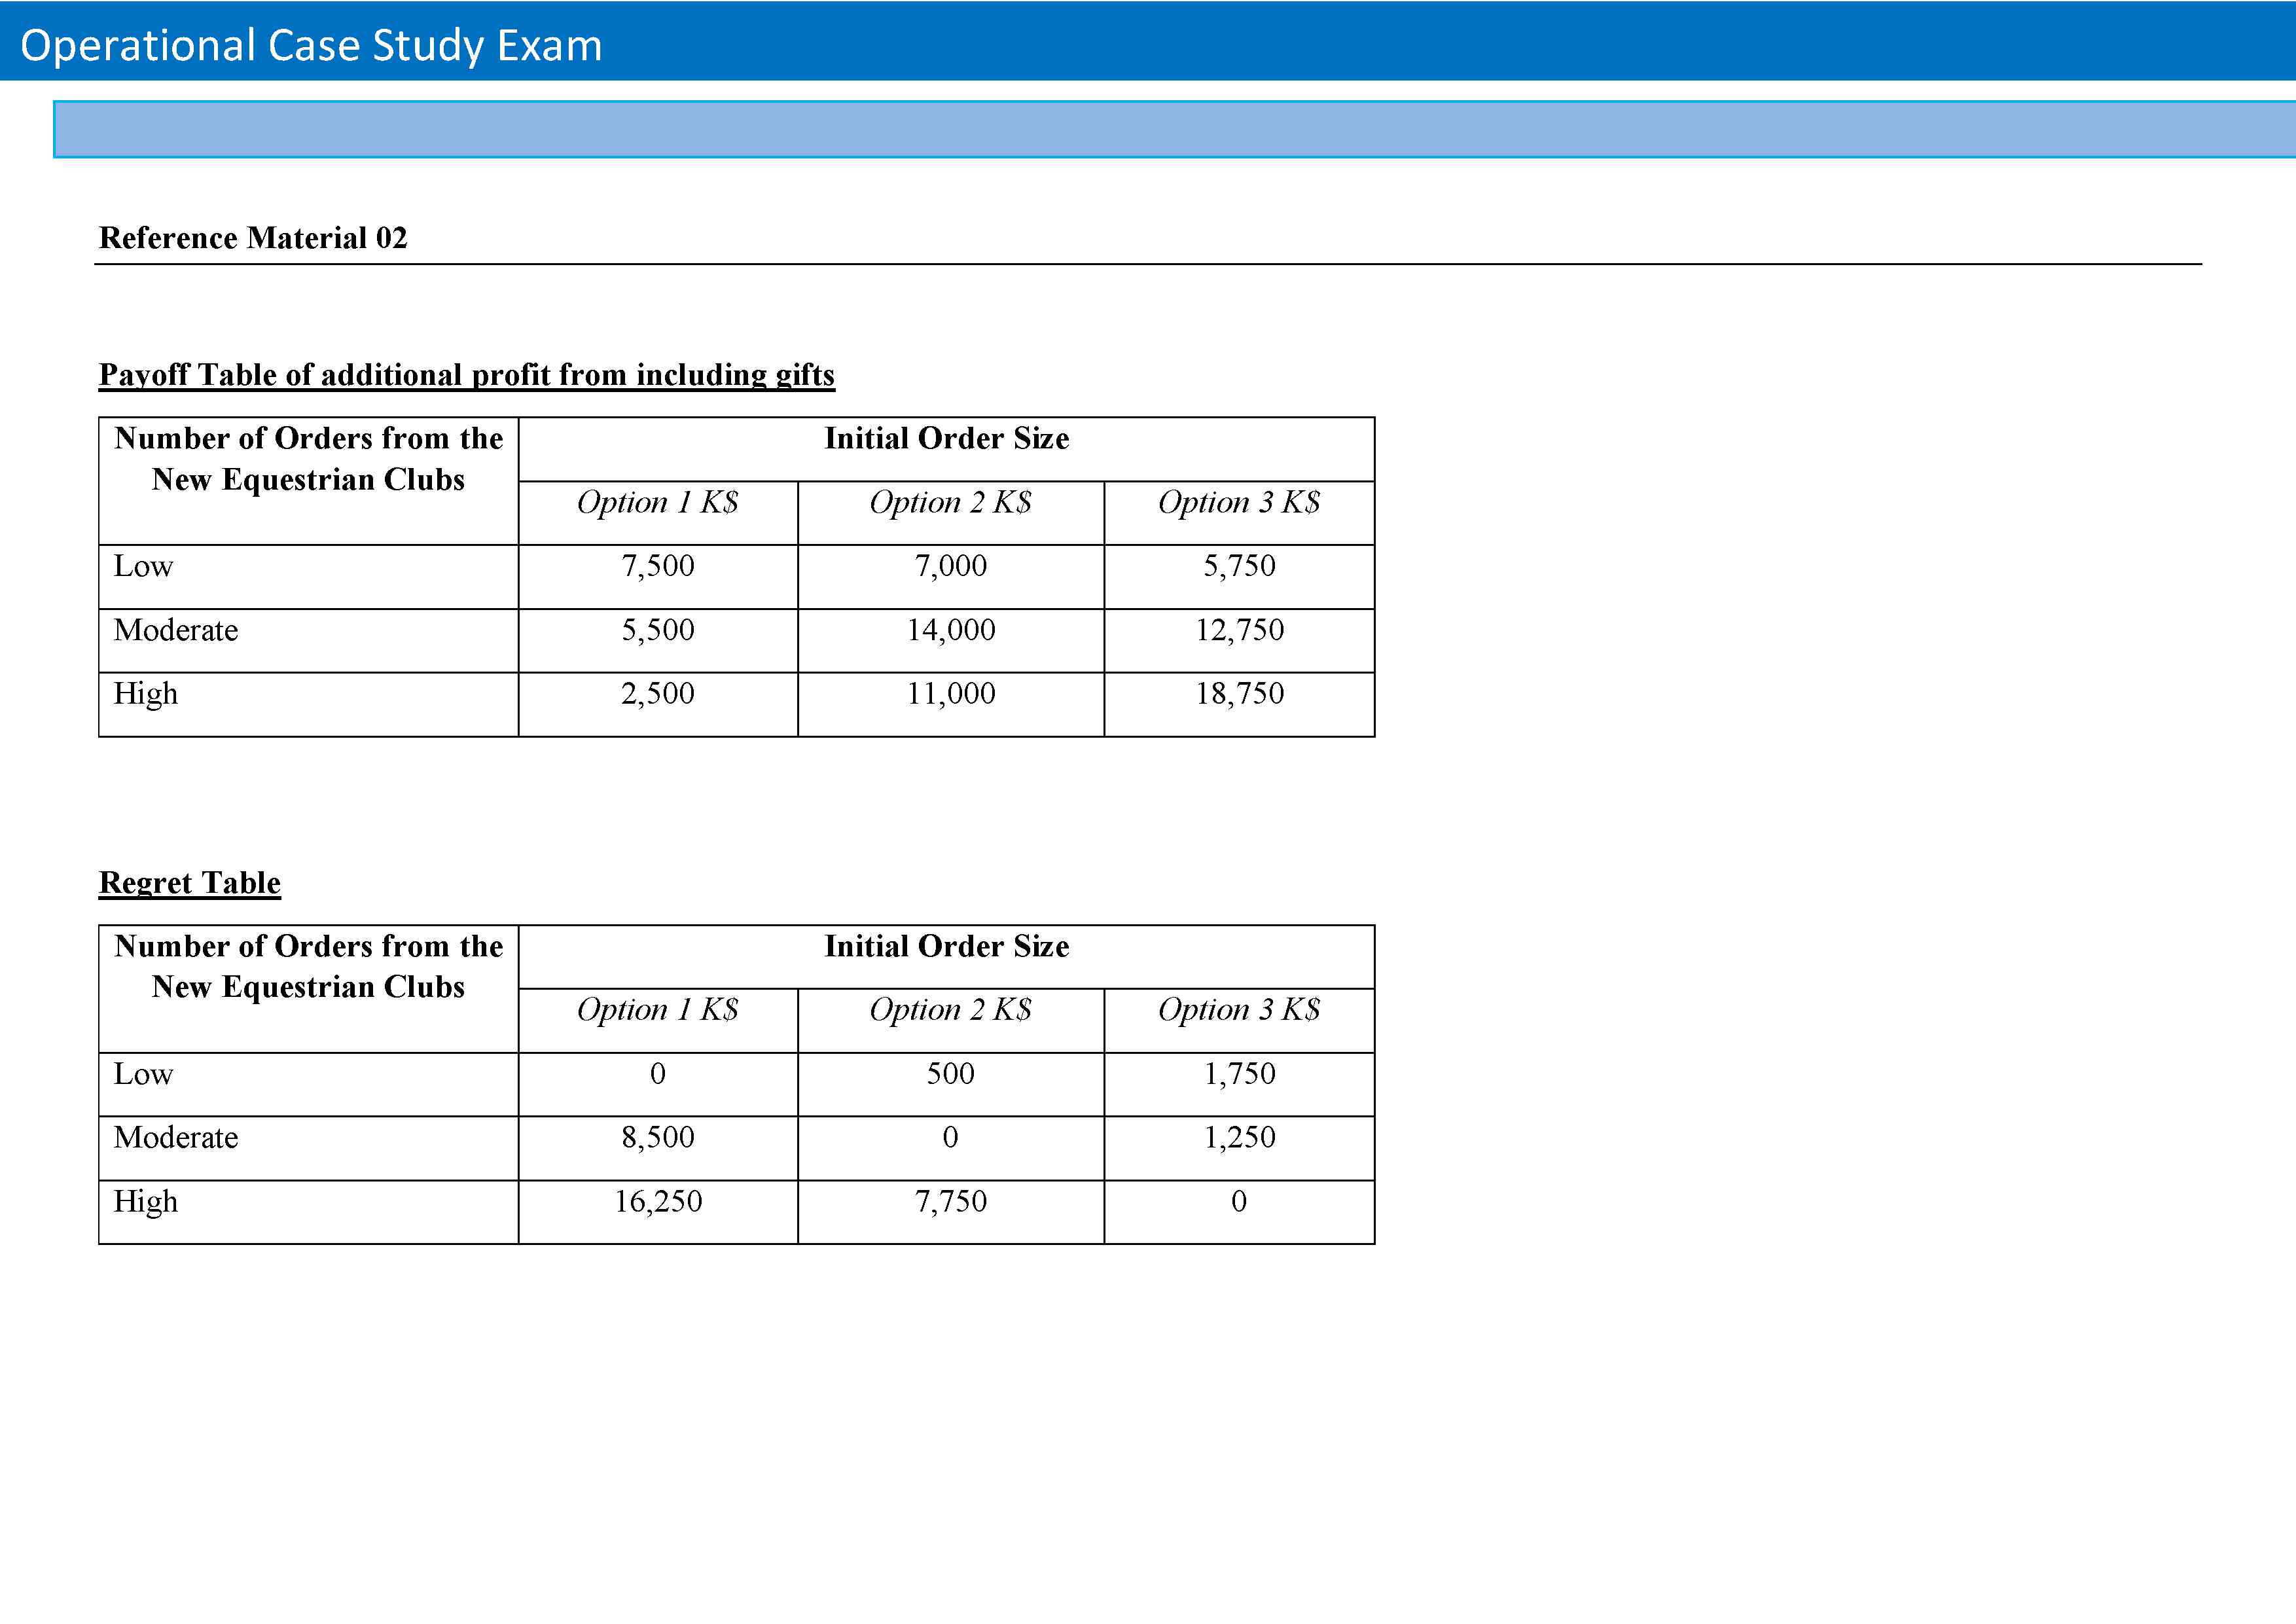 Operational Case Study Exam
Reference Material 02
Payoff Table of additional profit from including gifts
Number of Orders from the New Equestrian Clubs
Initial Order Size
Option 1 K$ Option 2 K$ Option 3 K$
Low 7,500 7,000 5,750
Moderate 5,500 14,000 12,750
High 2,500 11,000 18,750
Regret Table
Number of Orders from the New Equestrian Clubs
Initial Order Size
Option 1 K$ Option 2 K$ Option 3 K$
Low 0 500 1,750
Moderate 8,500 0 1,250
High 16,250 7,750 0